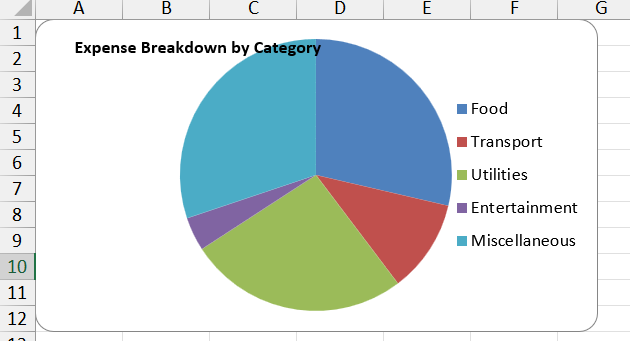 A B C D E F G
1
2
3
4
5
6
7
8
9
10
11
12
Expense Breakdown by Category
Food
Transport
Utilities
Entertainment
Miscellaneous